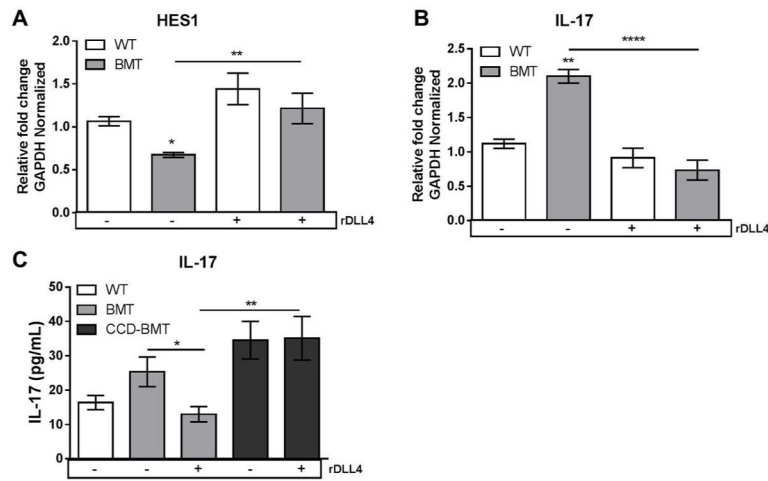 A
HES1
WT
BMT
**
*
Relative fold change
GAPDH Normalized
2.0
1.5
1.0
0.5
0.0
- - + + rDLL4
B
IL-17
WT
BMT
****
**
Relative fold change
GAPDH Normalized
2.5
2.0
1.5
1.0
0.5
0.0
- - + + rDLL4
C
IL-17
WT
BMT
CCD-BMT
**
*
IL-17 (pg/mL)
50
40
30
20
10
0
- - + - + rDLL4